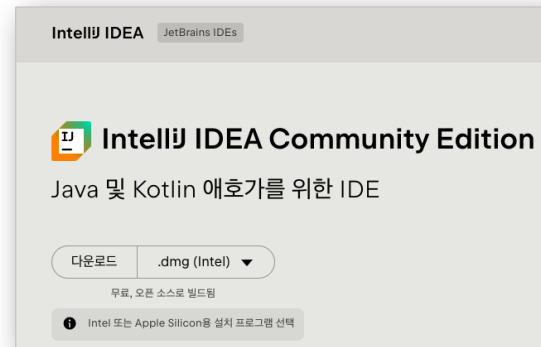 IntelliJ IDEA JetBrains IDEs
IJ IntelliJ IDEA Community Edition
Java 및 Kotlin 애호가를 위한 IDE
다운로드 .dmg (Intel)
무료, 오픈 소스로 빌드됨
Intel 또는 Apple Silicon용 설치 프로그램 선택